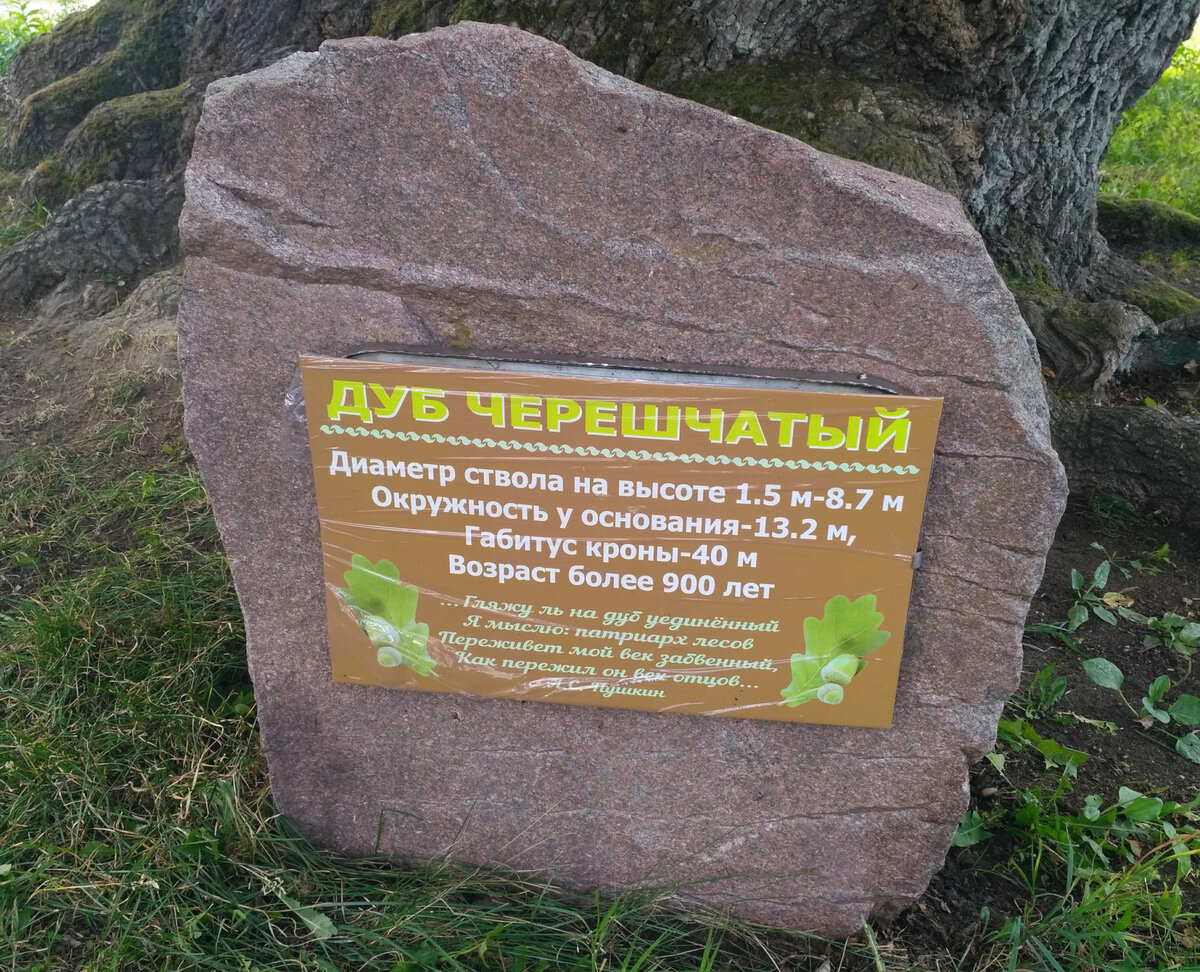 ДУБ ЧЕРЕШЧАТЫЙ
Диаметр ствола на высоте 1.5 м-8.7 м
Окружность у основания-13.2 м,
Габитус кроны-40 м
Возраст более 900 лет
...Гляжу ль на дуб уединённый
Я мыслю: патриарх лесов
Переживет мой век забвенный,
Как пережил он век отцов...
А С Пушкин